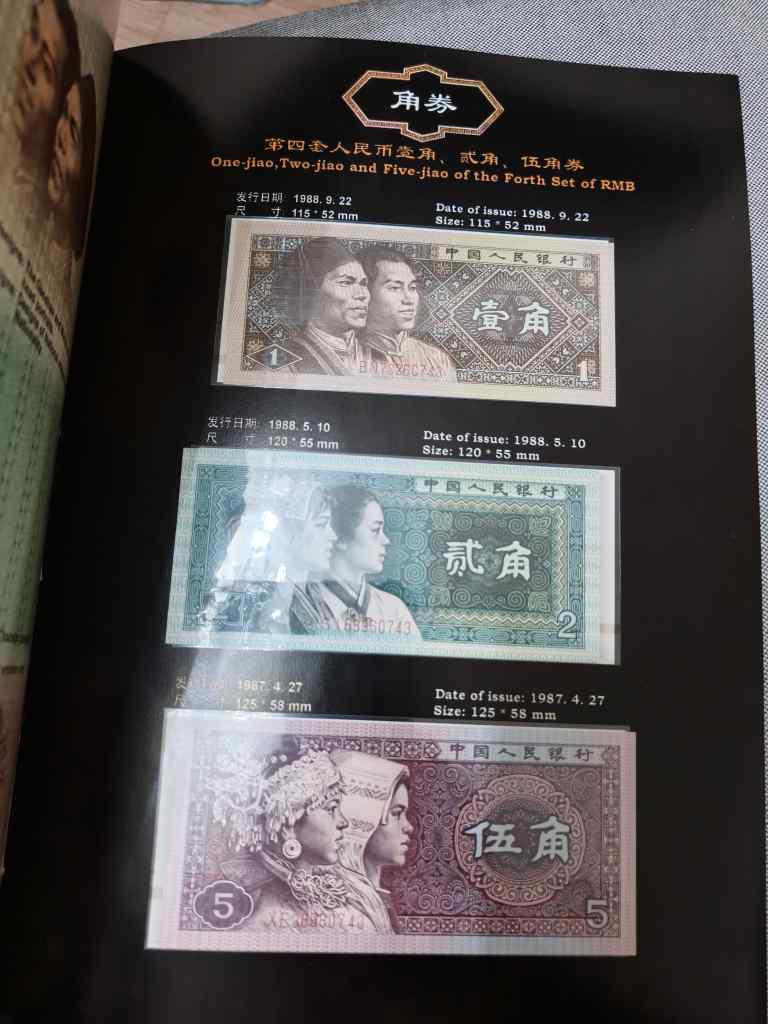 角券
第四套人民币壹角、贰角、伍角券
One-jiao,Two-jiao and Five-jiao of the Forth Set of RMB
发行日期: 1988. 9. 22
尺 寸: 115 * 52 mm
Date of issue: 1988. 9. 22
Size: 115 * 52 mm
中国人民银行
壹角
1
1
发行日期: 1988. 5. 10
尺 寸: 120 * 55 mm
Date of issue: 1988. 5. 10
Size: 120 * 55 mm
中国人民银行
贰角
2
1987. 4. 27
尺 寸: 125 * 58 mm
Date of issue: 1987. 4. 27
Size: 125 * 58 mm
中国人民银行
伍角
5
5